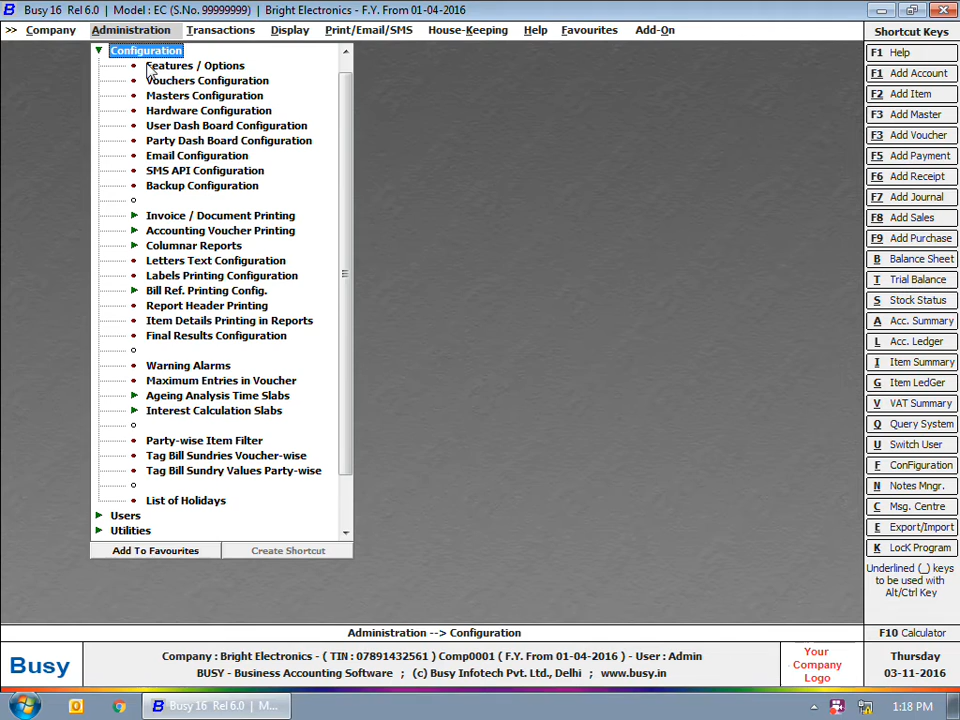 Busy 16 Rel 6.0 | Model : EC (S.No. 99999999) | Bright Electronics - F.Y. From 01-04-2016
>> Company Administration Transactions Display Print/Email/SMS House-Keeping Help Favourites Add-On
Configuration
Features / Options
Vouchers Configuration
Masters Configuration
Hardware Configuration
User Dash Board Configuration
Party Dash Board Configuration
Email Configuration
SMS API Configuration
Backup Configuration
Invoice / Document Printing
Accounting Voucher Printing
Columnar Reports
Letters Text Configuration
Labels Printing Configuration
Bill Ref. Printing Config.
Report Header Printing
Item Details Printing in Reports
Final Results Configuration
Warning Alarms
Maximum Entries in Voucher
Ageing Analysis Time Slabs
Interest Calculation Slabs
Party-wise Item Filter
Tag Bill Sundries Voucher-wise
Tag Bill Sundry Values Party-wise
List of Holidays
Users
Utilities
Add To Favourites Create Shortcut
Shortcut Keys
F1 Help
F1 Add Account
F2 Add Item
F3 Add Master
F3 Add Voucher
F5 Add Payment
F6 Add Receipt
F7 Add Journal
F8 Add Sales
F9 Add Purchase
B Balance Sheet
T Trial Balance
S Stock Status
A Acc. Summary
L Acc. Ledger
I Item Summary
G Item LedGer
V VAT Summary
Q Query System
U Switch User
F ConFiguration
N Notes Mngr.
C Msg. Centre
E Export/Import
K LocK Program
Underlined (_) keys
to be used with
Alt/Ctrl Key
Administration --> Configuration
F10 Calculator
Busy
Company : Bright Electronics - ( TIN : 07891432561 ) Comp0001 ( F.Y. From 01-04-2016 ) - User : Admin
BUSY - Business Accounting Software ; (c) Busy Infotech Pvt. Ltd., Delhi ; www.busy.in
Your
Company
Logo
Thursday
03-11-2016
Busy 16 Rel 6.0 | M...
1:18 PM